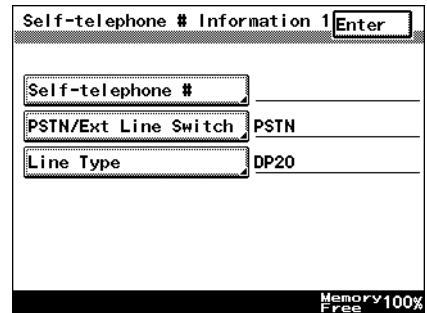 Self-telephone # Information 1 Enter
Self-telephone #
PSTN/Ext Line Switch PSTN
Line Type DP20
Memory Free 100%